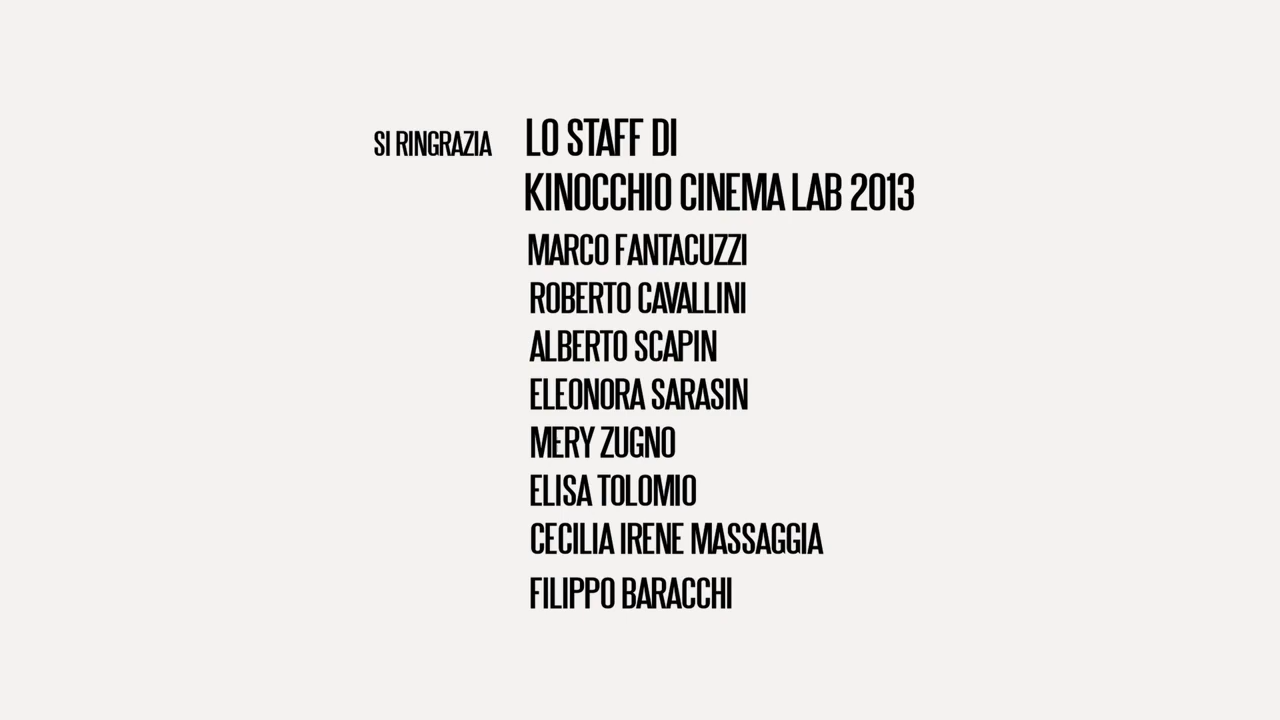 SI RINGRAZIA LO STAFF DI
KINOCCHIO CINEMA LAB 2013
MARCO FANTACUZZI
ROBERTO CAVALLINI
ALBERTO SCAPIN
ELEONORA SARASIN
MERY ZUGNO
ELISA TOLOMIO
CECILIA IRENE MASSAGGIA
FILIPPO BARACCHI